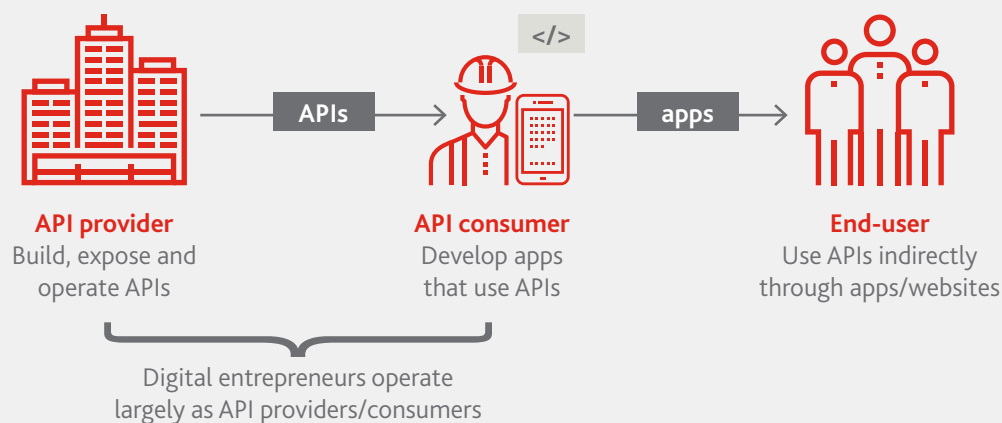 </>
APIs
apps
API provider
Build, expose and
operate APIs
API consumer
Develop apps
that use APIs
End-user
Use APIs indirectly
through apps/websites
Digital entrepreneurs operate
largely as API providers/consumers